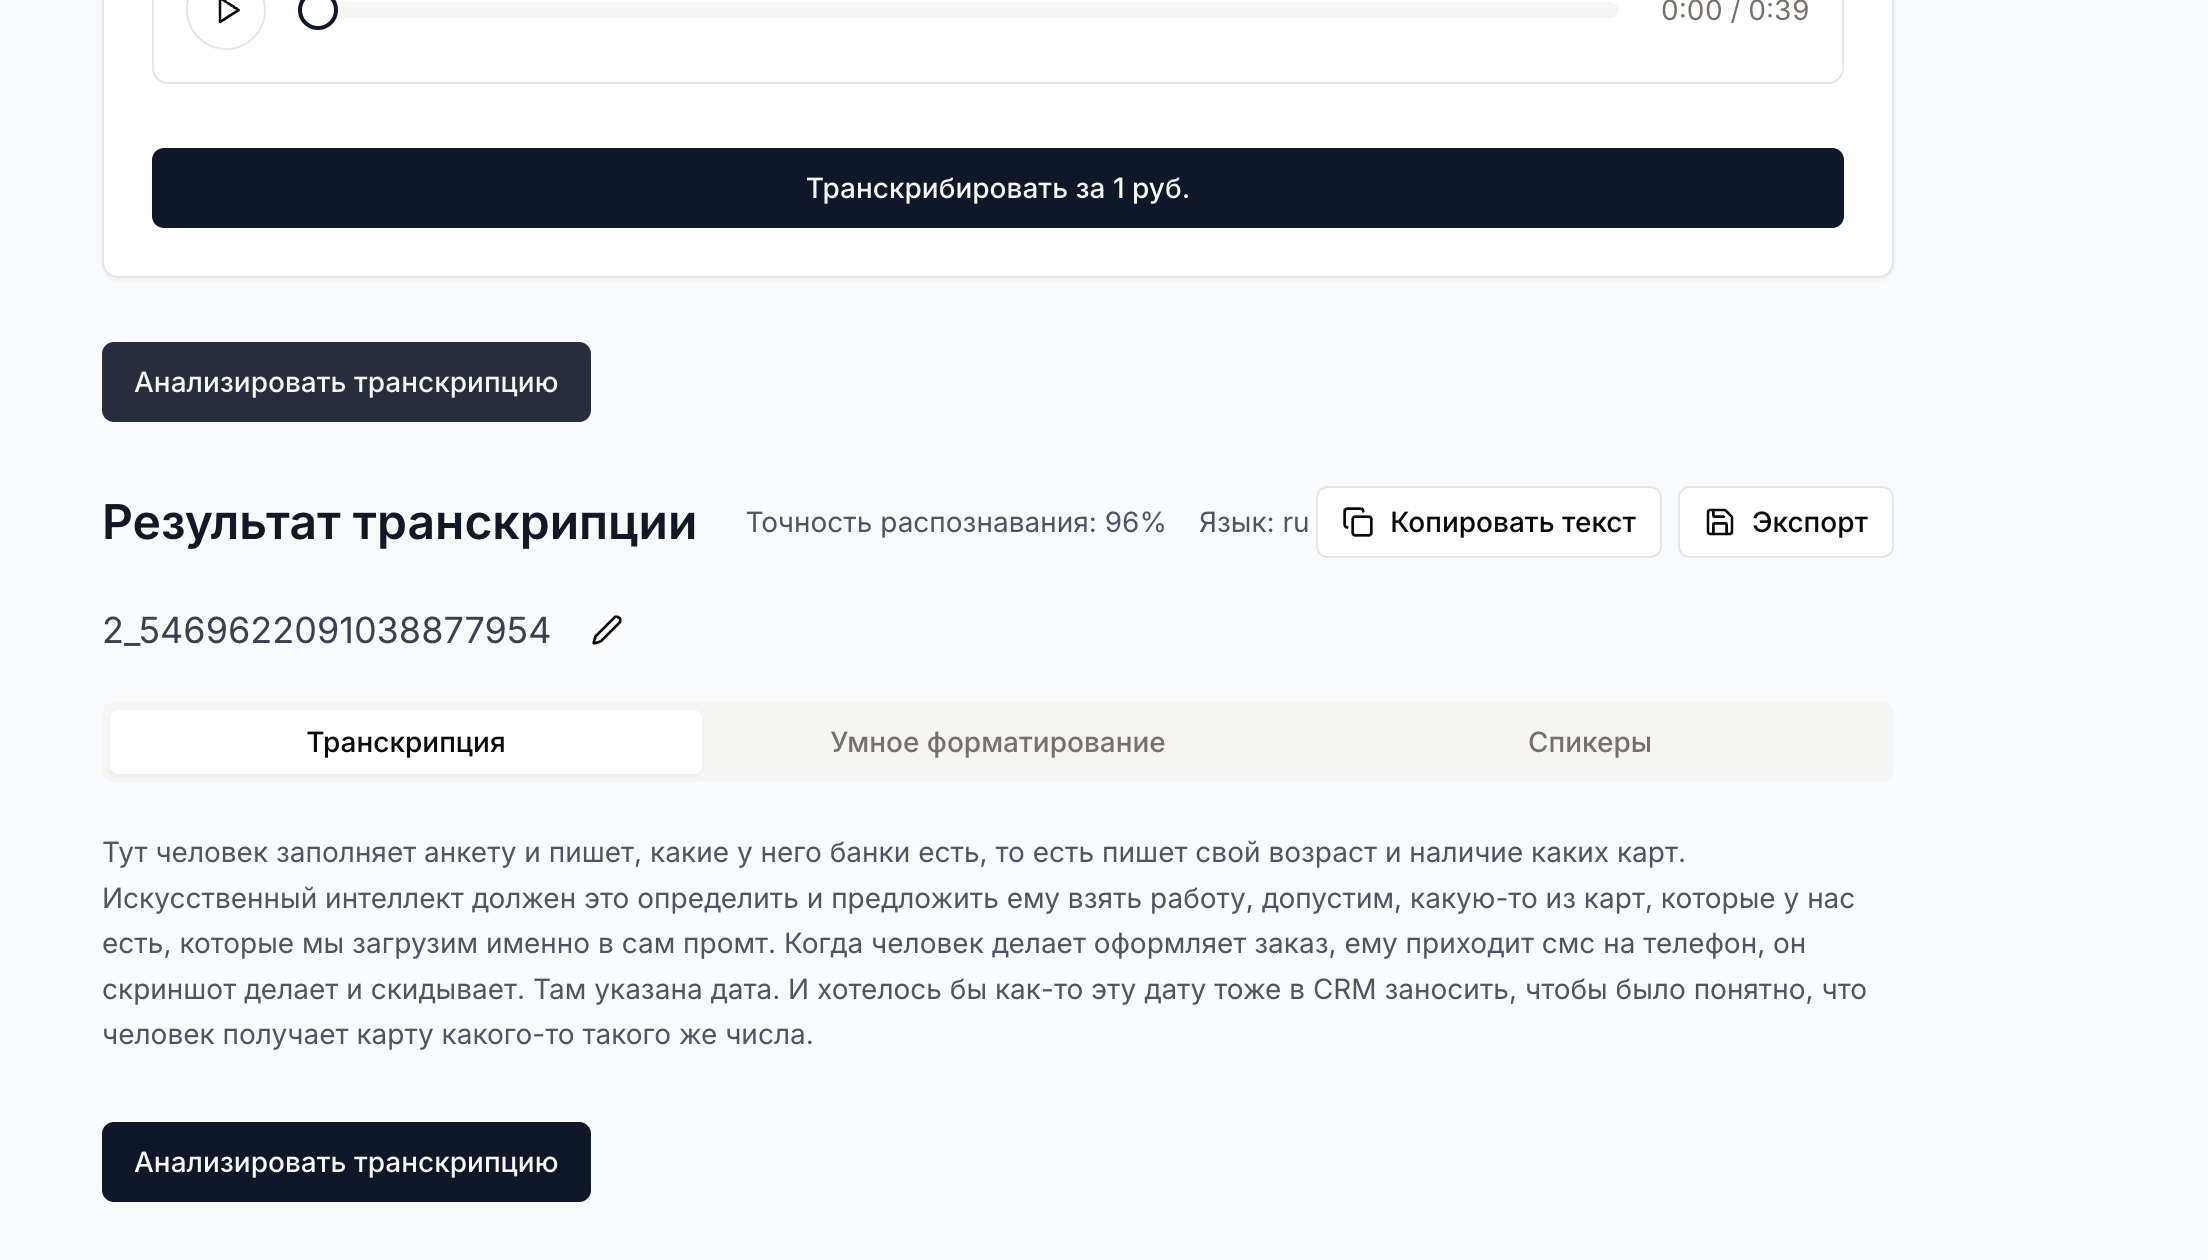 0:00 / 0:39
Транскрибировать за 1 руб.
Анализировать транскрипцию
Результат транскрипции
Точность распознавания: 96%
Язык: ru
Копировать текст
Экспорт
2_5469622091038877954
Транскрипция
Умное форматирование
Спикеры
Тут человек заполняет анкету и пишет, какие у него банки есть, то есть пишет свой возраст и наличие каких карт.
Искусственный интеллект должен это определить и предложить ему взять работу, допустим, какую-то из карт, которые у нас
есть, которые мы загрузим именно в сам промт. Когда человек делает оформляет заказ, ему приходит смс на телефон, он
скриншот делает и скидывает. Там указана дата. И хотелось бы как-то эту дату тоже в CRM заносить, чтобы было понятно, что
человек получает карту какого-то такого же числа.
Анализировать транскрипцию